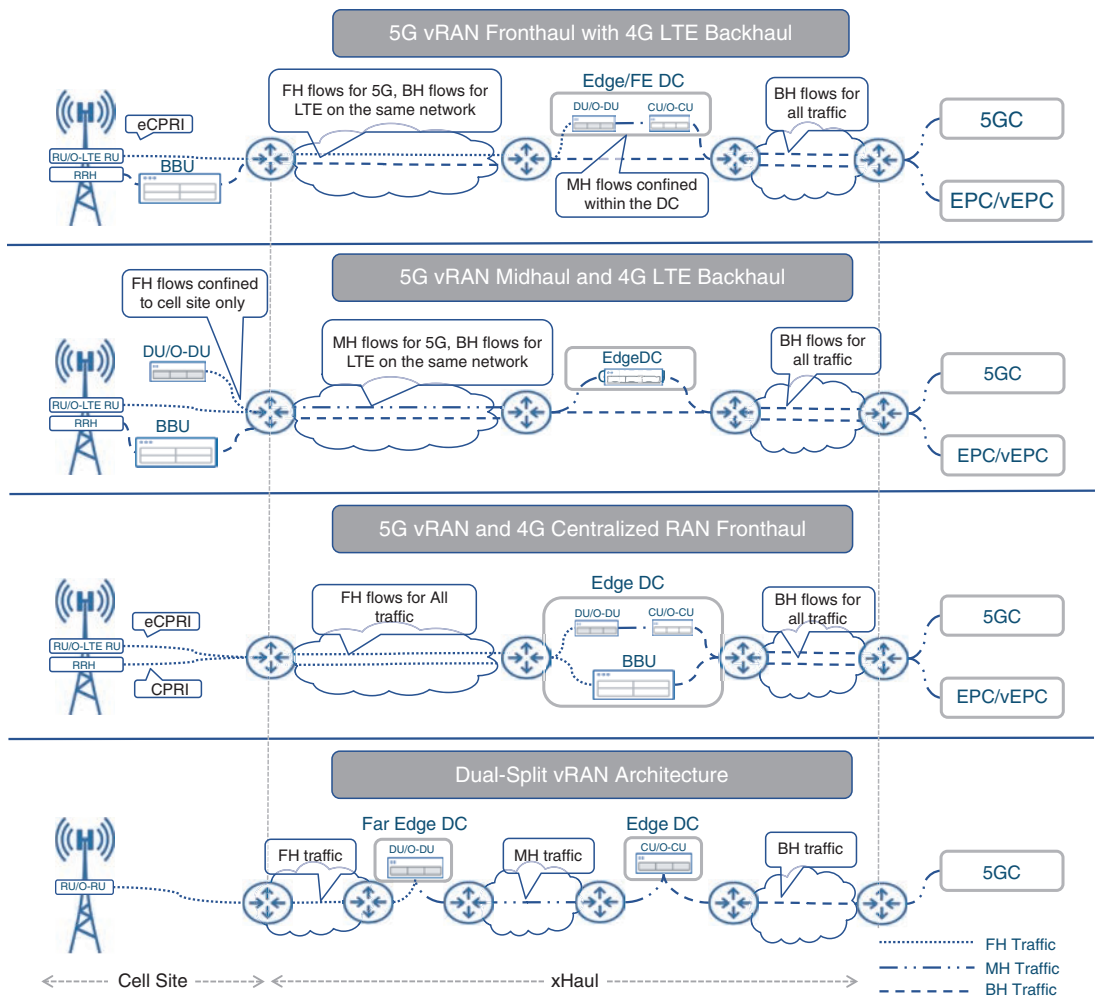 5G vRAN Fronthaul with 4G LTE Backhaul
FH flows for 5G, BH flows for
LTE on the same network
Edge/FE DC
DU/O-DU
CU/O-CU
BH flows for
all traffic
5GC
eCPRI
RU/O-LTE RU
RRH
BBU
MH flows confined
within the DC
EPC/vEPC
5G vRAN Midhaul and 4G LTE Backhaul
FH flows confined
to cell site only
MH flows for 5G, BH flows for
LTE on the same network
BH flows for
all traffic
DU/O-DU
EdgeDC
5GC
RU/O-LTE RU
RRH
BBU
EPC/vEPC
5G vRAN and 4G Centralized RAN Fronthaul
Edge DC
FH flows for All
traffic
BH flows for
all traffic
eCPRI
DU/O-DU
CU/O-CU
5GC
RU/O-LTE RU
RRH
CPRI
BBU
EPC/vEPC
Dual-Split vRAN Architecture
Far Edge DC
Edge DC
DU/O-DU
CU/O-CU
FH traffic
MH traffic
BH traffic
RU/O-RU
5GC
FH Traffic
MH Traffic
BH Traffic
Cell Site
xHaul